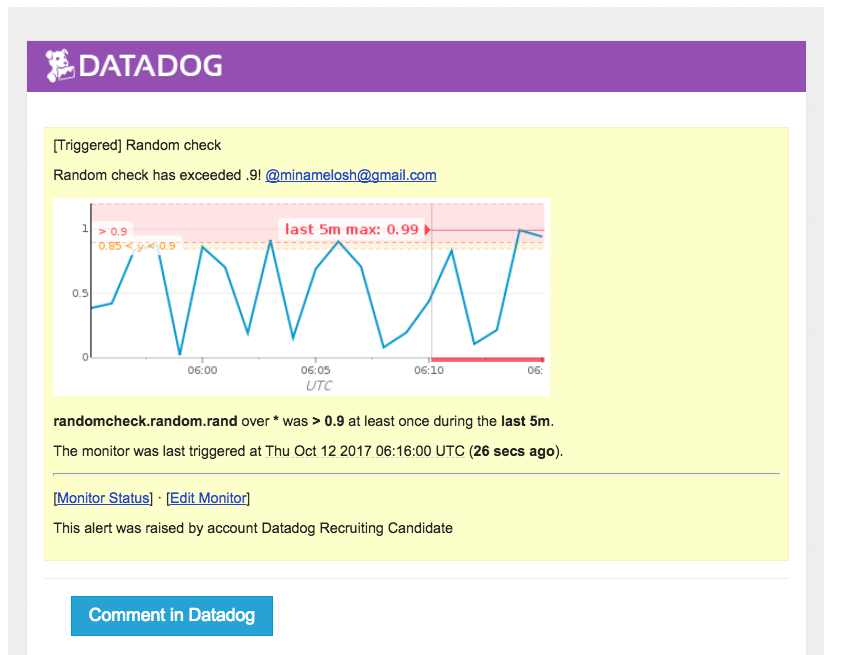 DATADOG
[Triggered] Random check
Random check has exceeded .9! @minamelosh@gmail.com
1
> 0.9
last 5m max: 0.99
0.85 < y < 0.9
0.5
0
06:00
06:05
06:10
06:
UTC
randomcheck.random.rand over * was > 0.9 at least once during the last 5m.
The monitor was last triggered at Thu Oct 12 2017 06:16:00 UTC (26 secs ago).
[Monitor Status] · [Edit Monitor]
This alert was raised by account Datadog Recruiting Candidate
Comment in Datadog